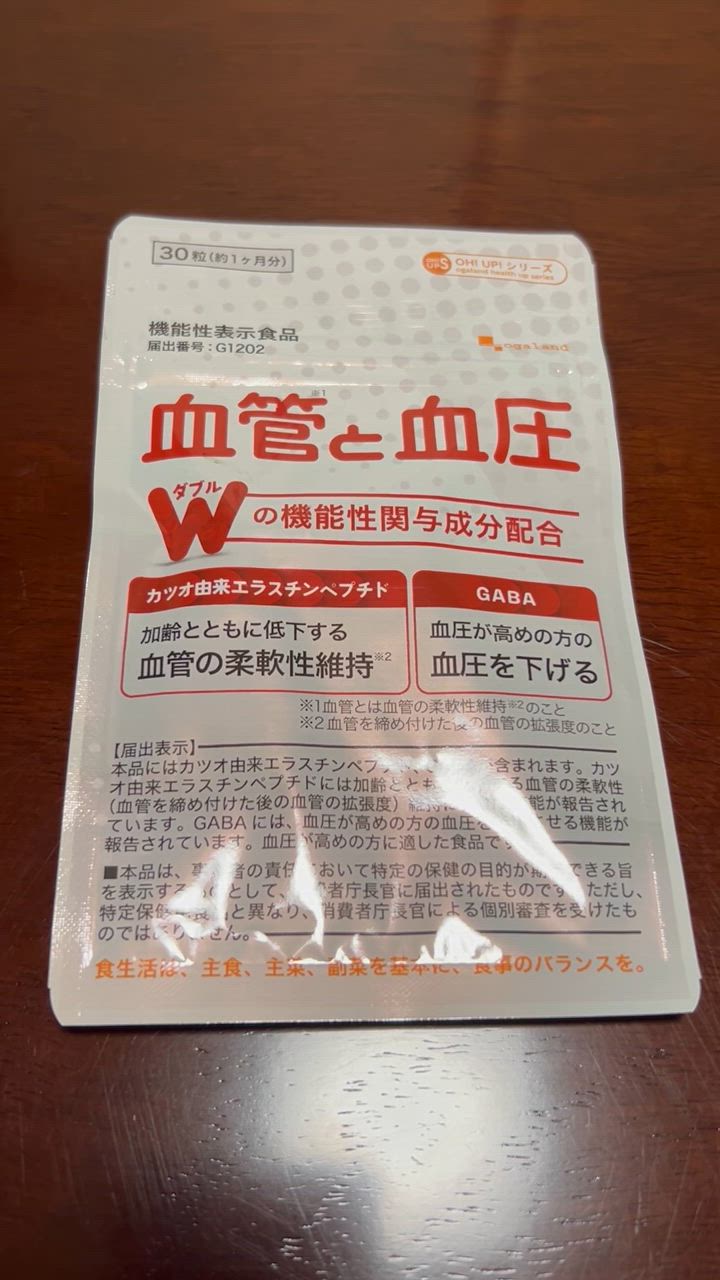 30粒(約1ヶ月分)
OH! UPS
OH! UP! シリーズ
ogaland health up series
機能性表示食品
届出番号:G1202
ogaland
血管※1と血圧
ダブル
Wの機能性関与成分配合
カツオ由来エラスチンペプチド
加齢とともに低下する
血管の柔軟性維持※2
GABA
血圧が高めの方の
血圧を下げる
※1血管とは血管の柔軟性維持※2のこと
※2血管を締め付けた後の血管の拡張度のこと
【届出表示】
本品にはカツオ由来エラスチンペプチド、 含まれます。カツ
オ由来エラスチンペプチドには加齢ととも る血管の柔軟性
(血管を締め付けた後の血管の拡張度)維持に 能が報告され
ています。GABAには、血圧が高めの方の血圧を させる機能が
報告されています。血圧が高めの方に適した食品で
■本品は、事 者の責任 おいて特定の保健の目的が期 できる旨
を表示するものとして、 者庁長官に届出されたものです ただし、
特定保健 食品と異なり、消費者庁長官による個別審査を受けたも
のではありません。
食生活は、主食、主菜、副菜を基本に、食事のバランスを。